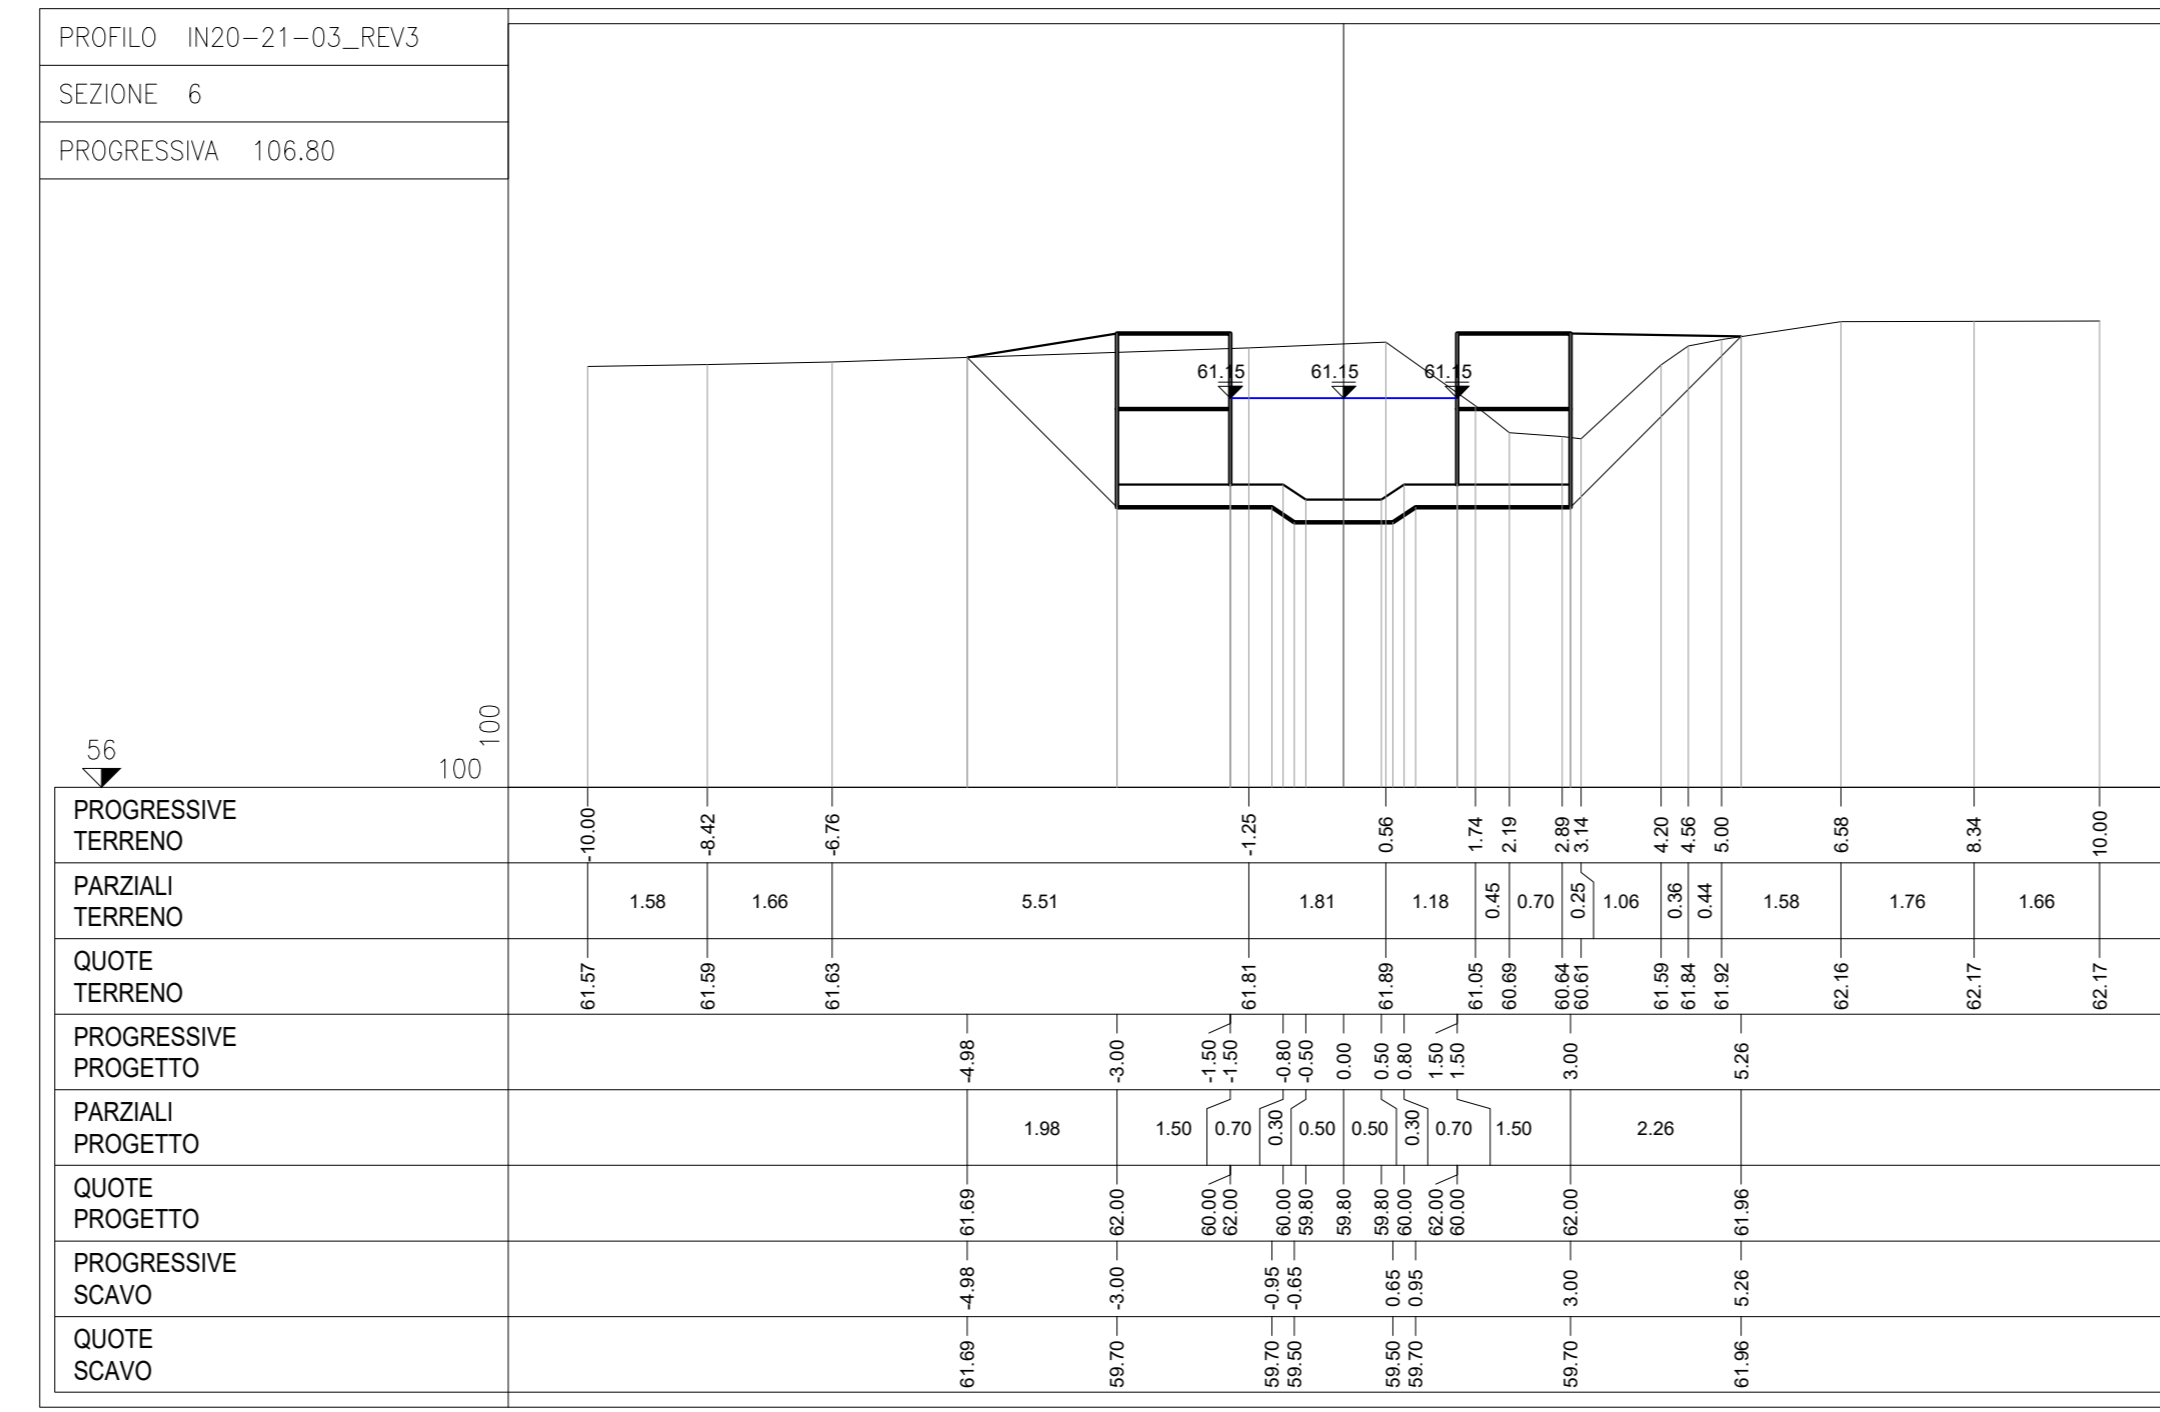 PROFILO IN20-21-03_REV3
SEZIONE 6
PROGRESSIVA 106.80
61.15 61.15 61.15
56
100
100
PROGRESSIVE
TERRENO
-10.00 -8.42 -6.76 -1.25 0.56 1.74 2.19 2.89 3.14 4.20 4.56 5.00 6.58 8.34 10.00
PARZIALI
TERRENO
1.58 1.66 5.51 1.81 1.18 0.45 0.70 0.25 1.06 0.36 0.44 1.58 1.76 1.66
QUOTE
TERRENO
61.57 61.59 61.63 61.81 61.89 61.05 60.69 60.64 60.61 61.59 61.84 61.92 62.16 62.17 62.17
PROGRESSIVE
PROGETTO
-4.98 -3.00 -1.50 -1.50 -0.80 -0.50 0.00 0.50 0.80 1.50 1.50 3.00 5.26
PARZIALI
PROGETTO
1.98 1.50 0.70 0.30 0.50 0.50 0.30 0.70 1.50 2.26
QUOTE
PROGETTO
61.69 62.00 60.00 62.00 60.00 59.80 59.80 59.80 60.00 62.00 60.00 62.00 61.96
PROGRESSIVE
SCAVO
-4.98 -3.00 -0.95 -0.65 0.65 0.95 3.00 5.26
QUOTE
SCAVO
61.69 59.70 59.70 59.50 59.50 59.70 59.70 61.96